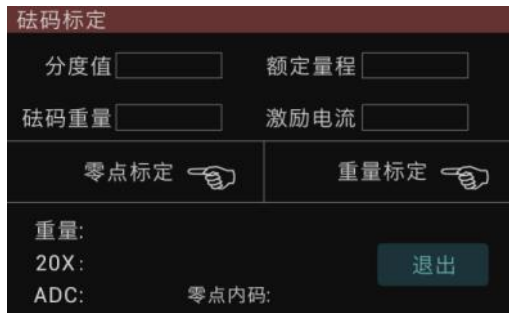 砝码标定
分度值 额定量程
砝码重量 激励电流
零点标定 重量标定
重量:
20X:
退出
ADC: 零点内码: